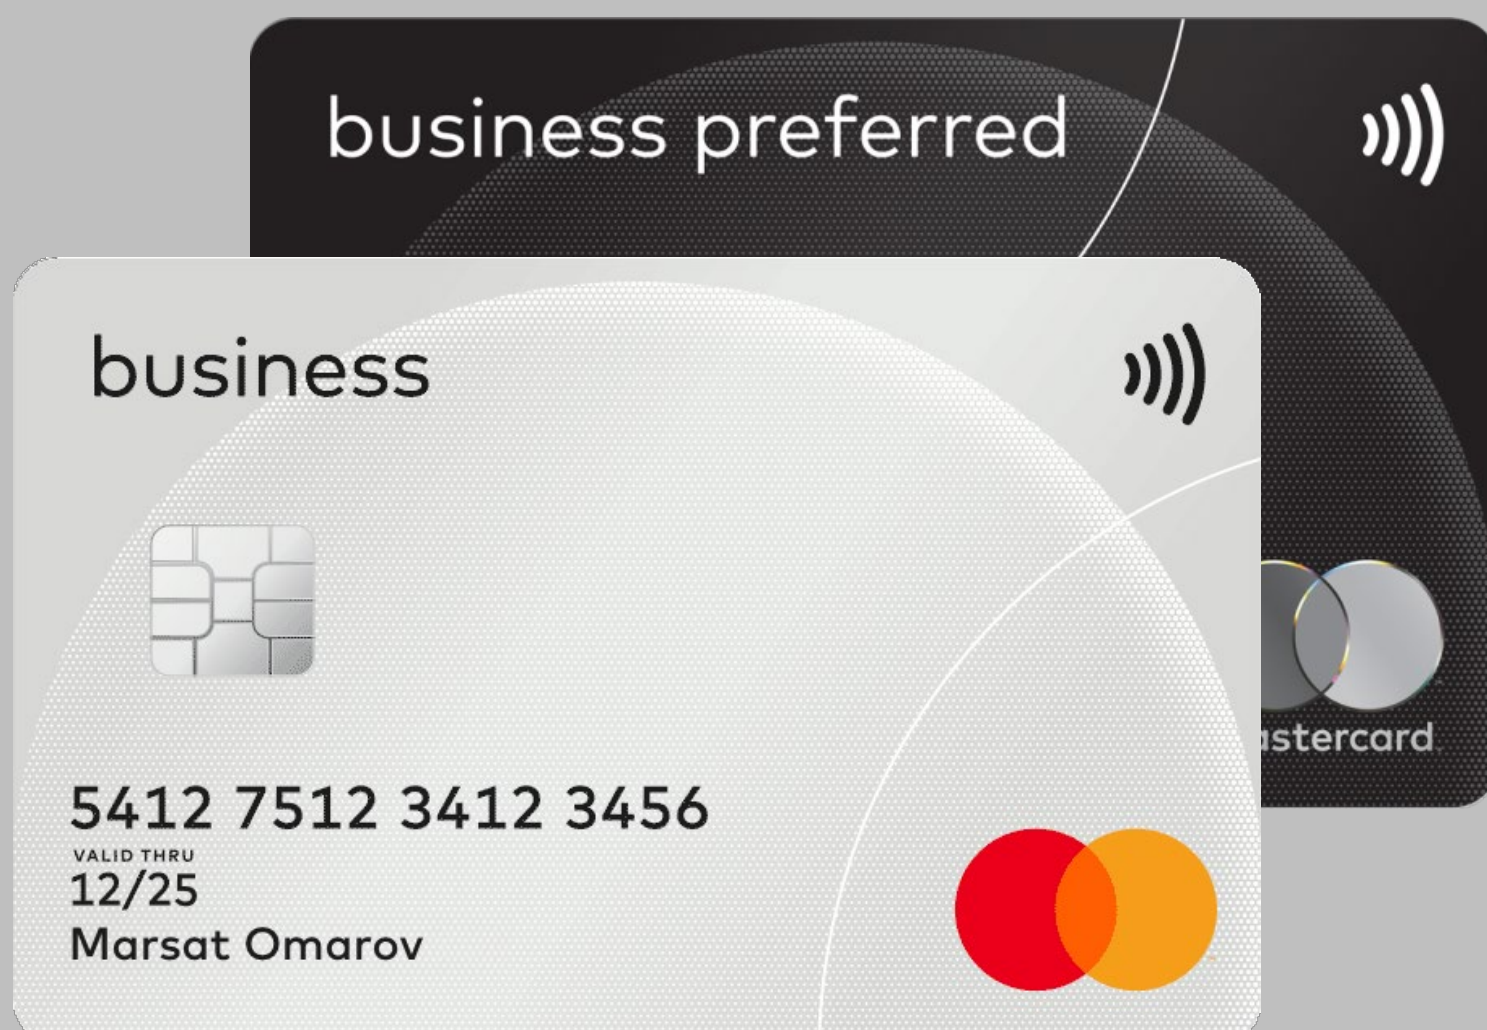 business preferred
business
5412 7512 3412 3456
VALID THRU
12/25
Marsat Omarov
astercard